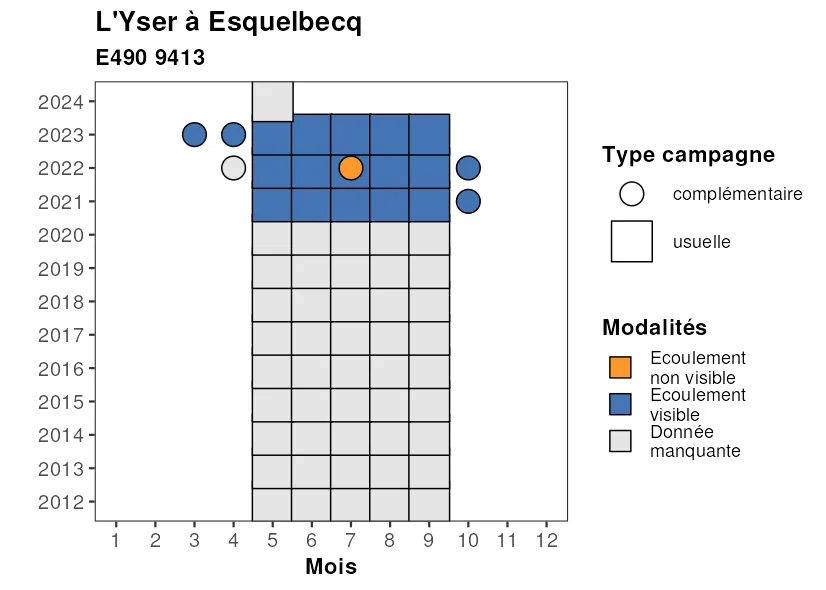 L'Yser à Esquelbecq
E490 9413
2024
2023
2022
2021
2020
2019
2018
2017
2016
2015
2014
2013
2012
1 2 3 4 5 6 7 8 9 10 11 12
Mois
Type campagne
complémentaire
usuelle
Modalités
Ecoulement
non visible
Ecoulement
visible
Donnée
manquante